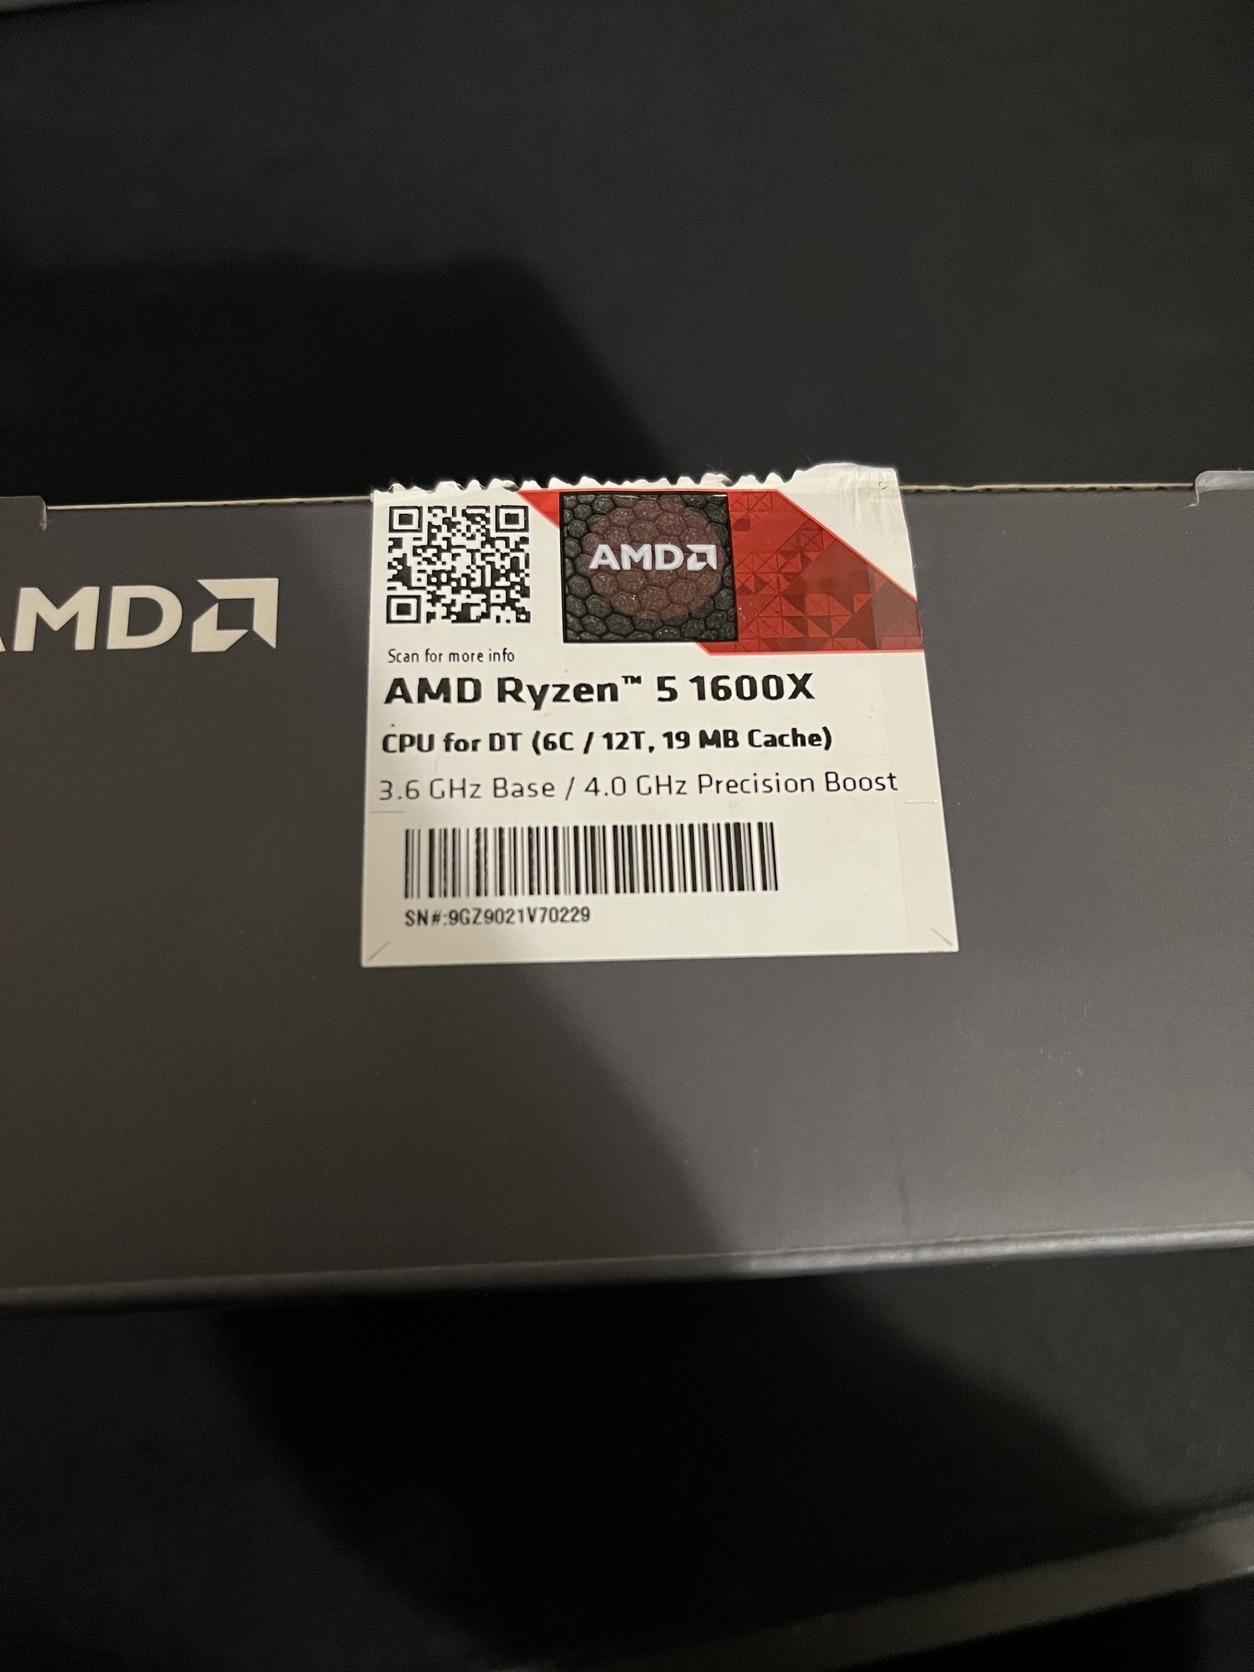 AMD
AMD
Scan for more info
AMD Ryzen™ 5 1600X
CPU for DT (6C / 12T, 19 MB Cache)
3.6 GHz Base / 4.0 GHz Precision Boost
SN#:9GZ9021V70229